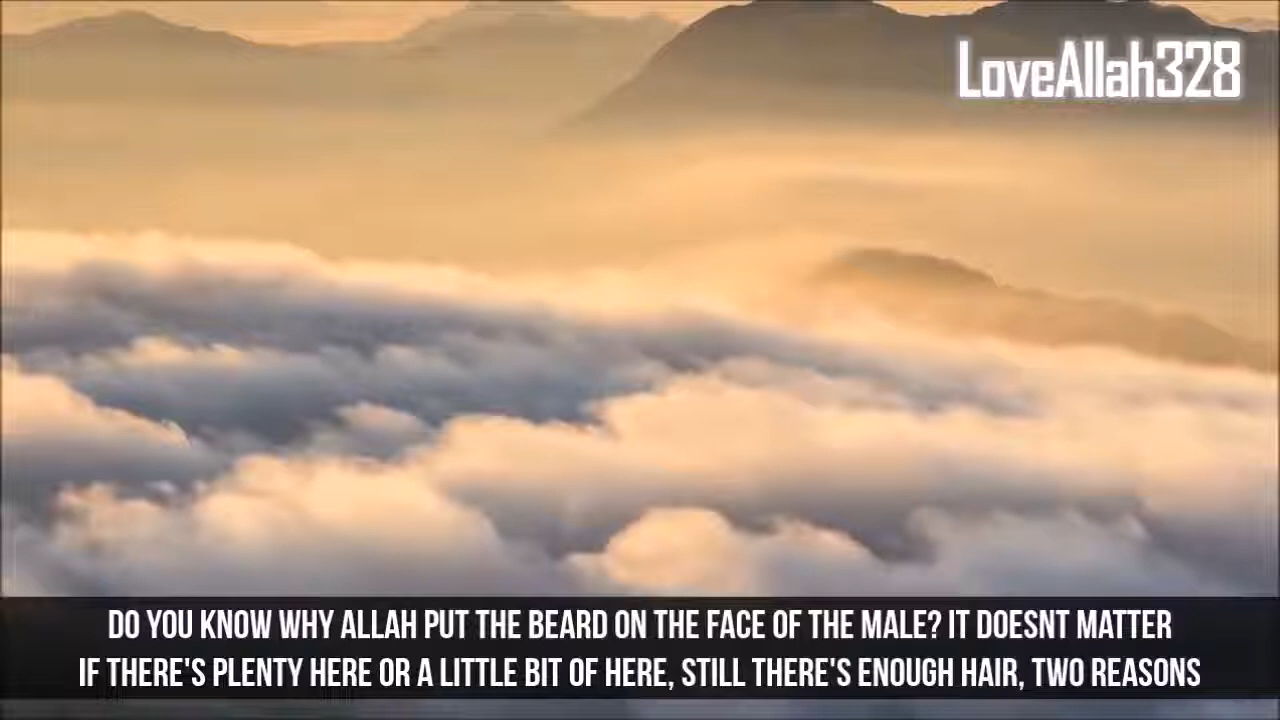 LoveAllah328
DO YOU KNOW WHY ALLAH PUT THE BEARD ON THE FACE OF THE MALE? IT DOESNT MATTER
IF THERE'S PLENTY HERE OR A LITTLE BIT OF HERE, STILL THERE'S ENOUGH HAIR, TWO REASONS